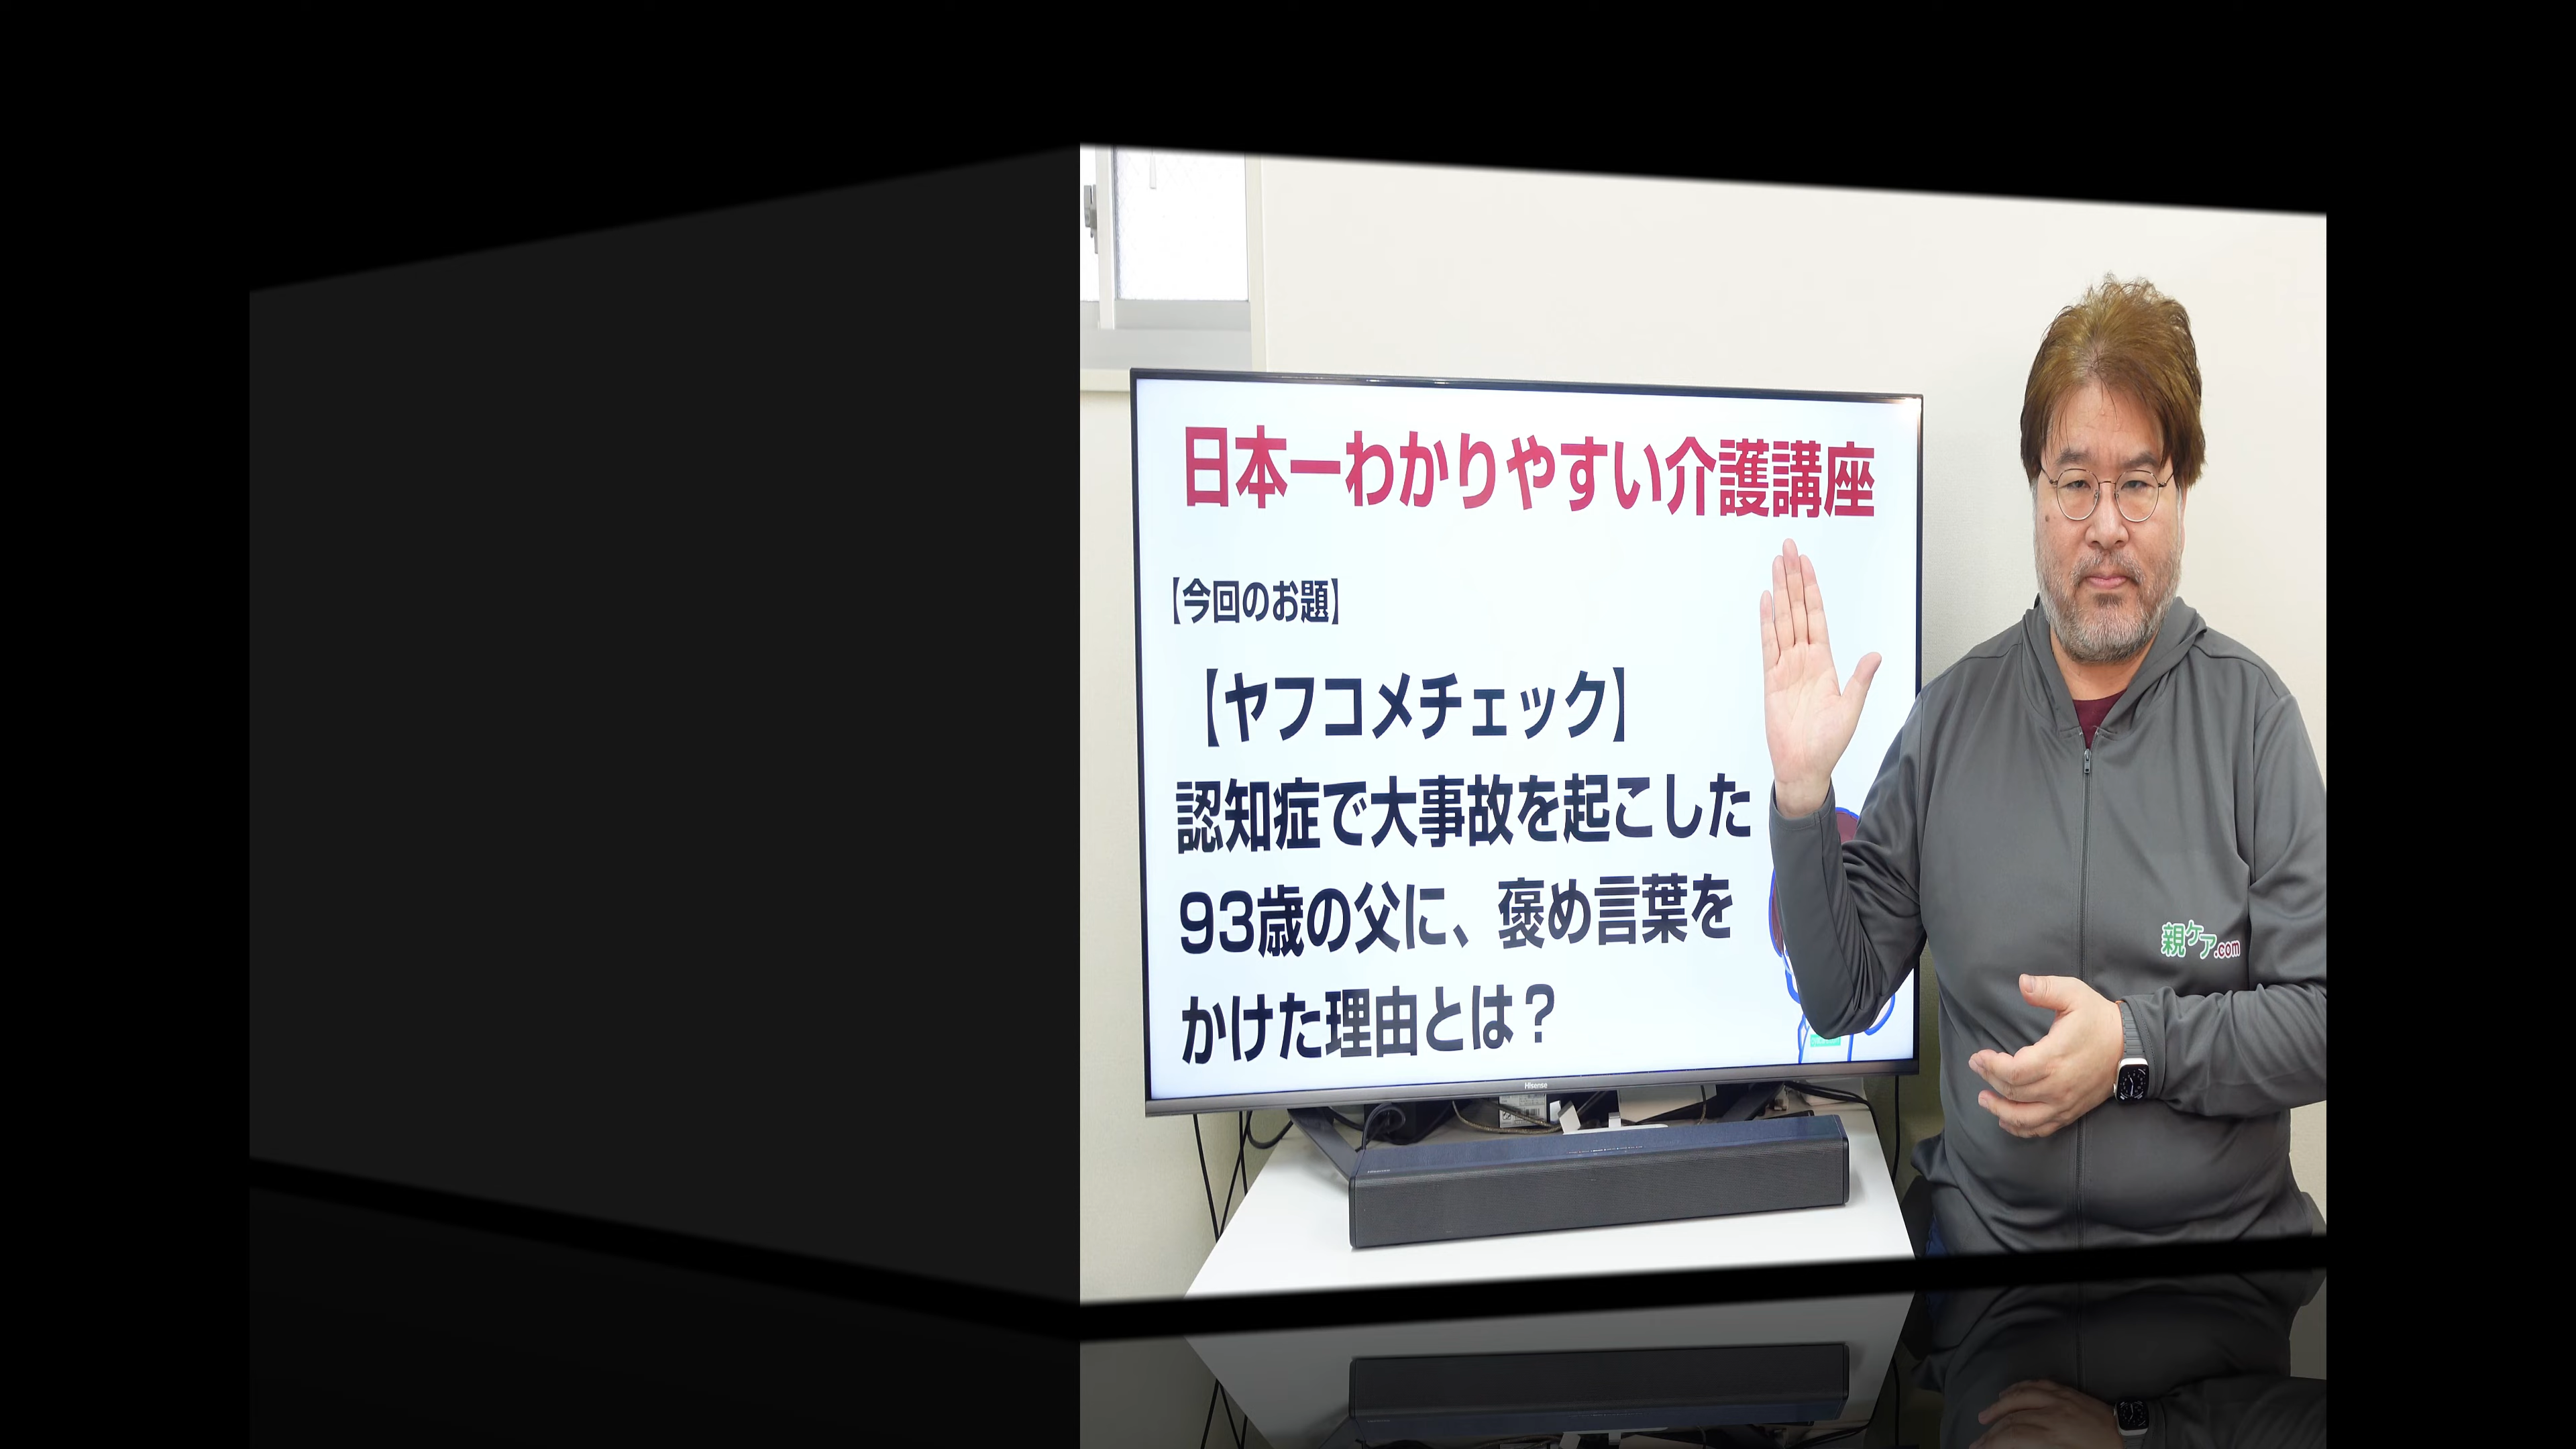 日本一わかりやすい介護講座
【今回のお題】
【ヤフコメチェック】
認知症で大事故を起こした
93歳の父に、褒め言葉を
かけた理由とは？
Hisense
親ケア.com